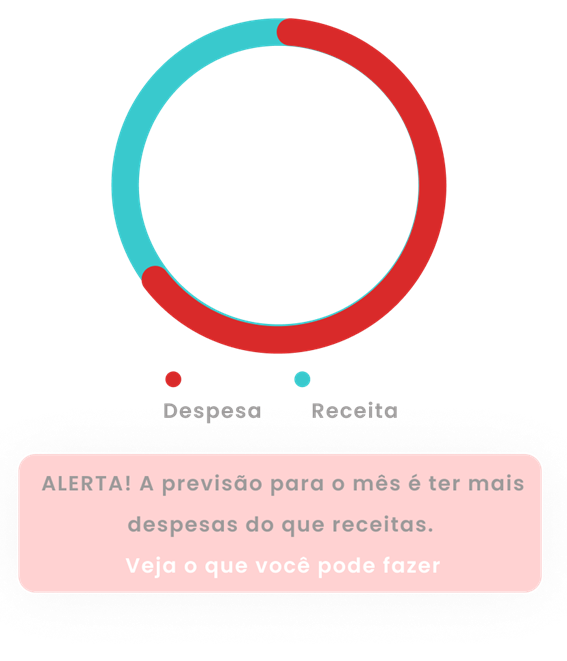 Despesa Receita
ALERTA! A previsão para o mês é ter mais
despesas do que receitas.
Veja o que você pode fazer